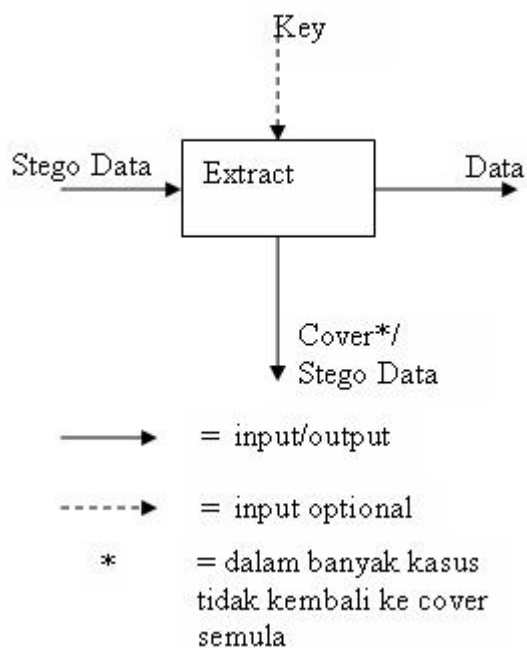 Key
Stego Data
Extract
Data
Cover*/
Stego Data
= input/output
= input optional
* = dalam banyak kasus
tidak kembali ke cover
semula